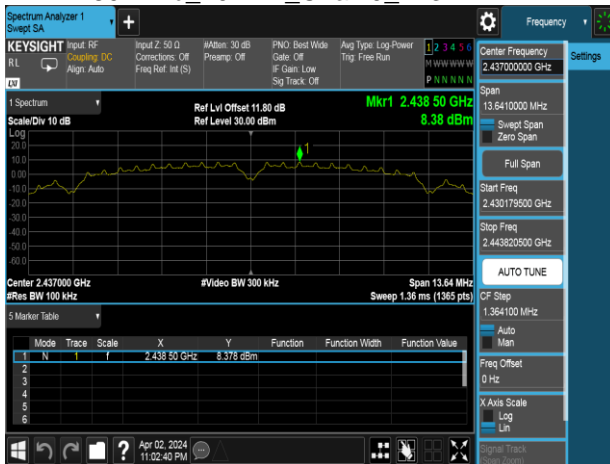 Spectrum Analyzer 1
Swept SA
+
Frequency
KEYSIGHT
RL
LXI
Input: RF
Coupling: DC
Align: Auto
Input Z: 50 Ω
Corrections: Off
Freq Ref: Int (S)
#Atten: 30 dB
Preamp: Off
PNO: Best Wide
Gate: Off
IF Gain: Low
Sig Track: Off
Avg Type: Log-Power
Trig: Free Run
1 2 3 4 5 6
M W W W W W
P N N N N N
Center Frequency
2.437000000 GHz
Settings
1 Spectrum
Scale/Div 10 dB
Ref Lvl Offset 11.80 dB
Ref Level 30.00 dBm
Mkr1 2.438 50 GHz
8.38 dBm
Span
13.6410000 MHz
Swept Span
Zero Span
Full Span
Start Freq
2.430179500 GHz
Stop Freq
2.443820500 GHz
AUTO TUNE
CF Step
1.364100 MHz
Auto
Man
Freq Offset
0 Hz
X Axis Scale
Log
Lin
Signal Track
(Span Zoom)
Log
20.0
10.0
0.00
-10.0
-20.0
-30.0
-40.0
-50.0
-60.0
1
Center 2.437000 GHz
#Res BW 100 kHz
#Video BW 300 kHz
Span 13.64 MHz
Sweep 1.36 ms (1365 pts)
5 Marker Table
Mode Trace Scale X Y Function Function Width Function Value
1 N 1 f 2.438 50 GHz 8.378 dBm
2
3
4
5
6
?
Apr 02, 2024
11:02:40 PM